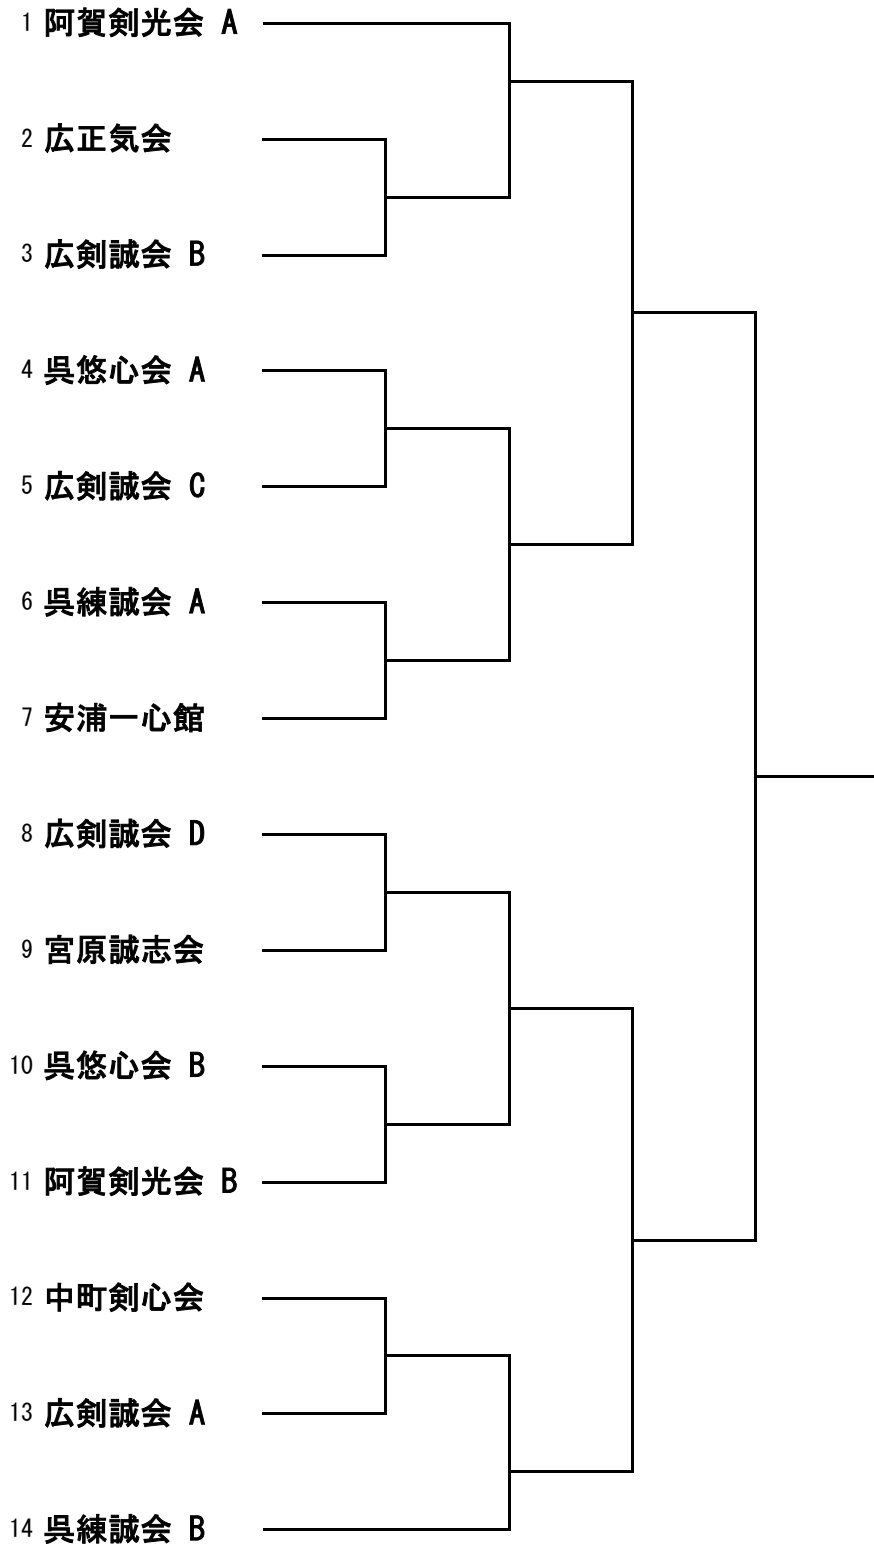 1 阿賀剣光会 A
2 広正気会
3 広剣誠会 B
4 呉悠心会 A
5 広剣誠会 C
6 呉練誠会 A
7 安浦一心館
8 広剣誠会 D
9 宮原誠志会
10 呉悠心会 B
11 阿賀剣光会 B
12 中町剣心会
13 広剣誠会 A
14 呉練誠会 B